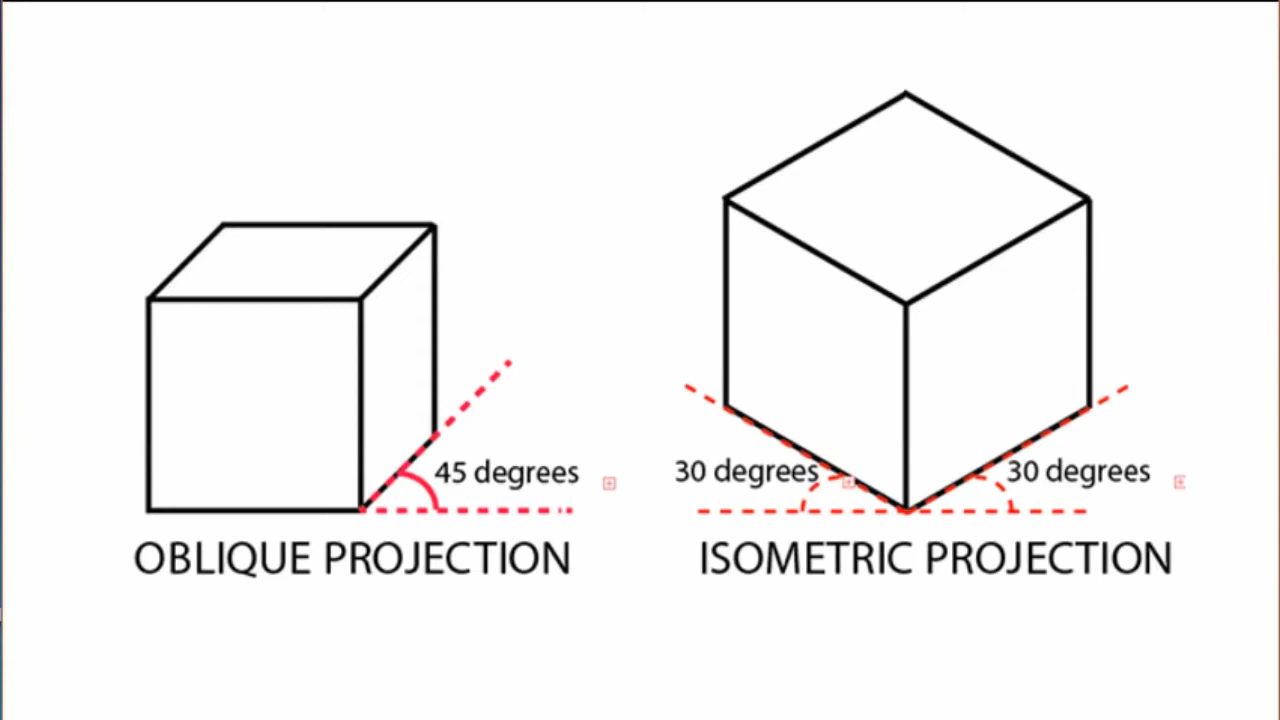 45 degrees
30 degrees
30 degrees
OBLIQUE PROJECTION
ISOMETRIC PROJECTION